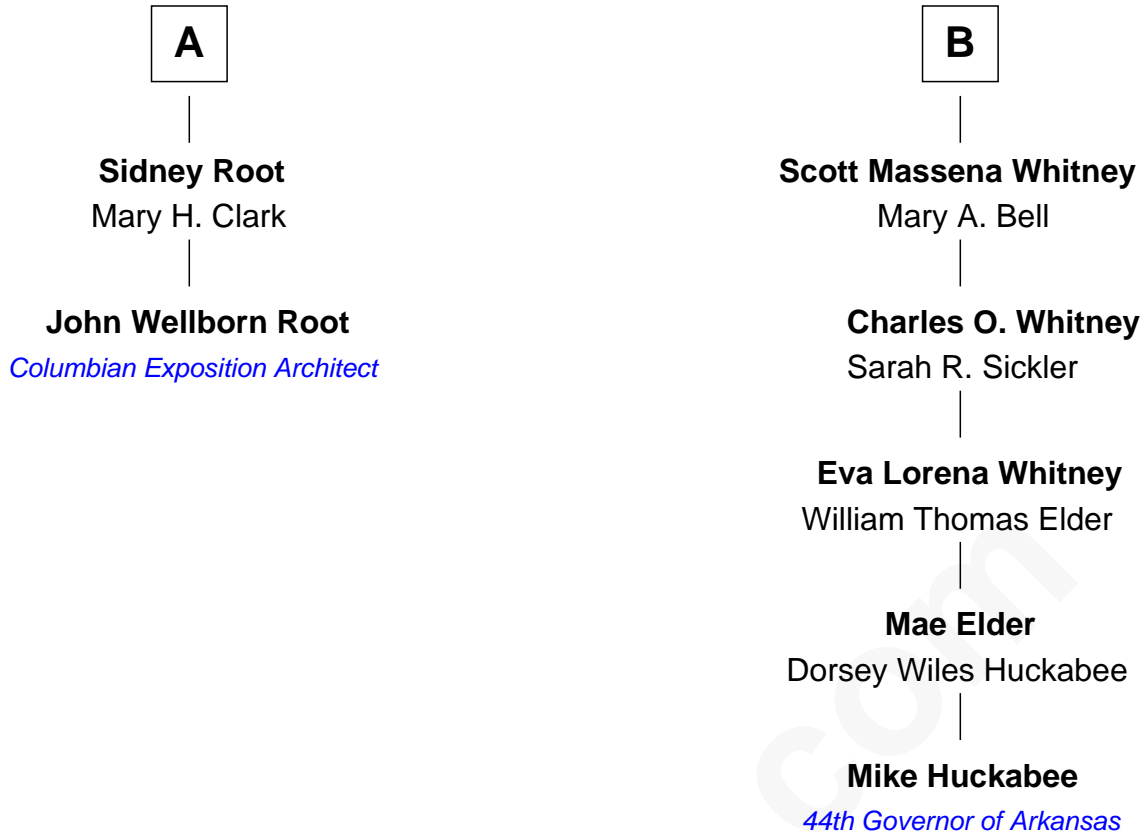 A
Sidney Root
Mary H. Clark
John Wellborn Root
Columbian Exposition Architect
B
Scott Massena Whitney
Mary A. Bell
Charles O. Whitney
Sarah R. Sickler
Eva Lorena Whitney
William Thomas Elder
Mae Elder
Dorsey Wiles Huckabee
Mike Huckabee
44th Governor of Arkansas
com